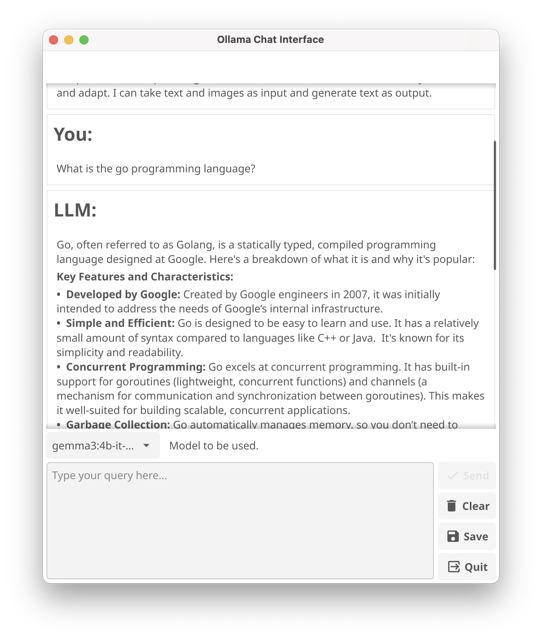 Ollama Chat Interface
and adapt. I can take text and images as input and generate text as output.
You:
What is the go programming language?
LLM:
Go, often referred to as Golang, is a statically typed, compiled programming
language designed at Google. Here's a breakdown of what it is and why it's popular:
Key Features and Characteristics:
• Developed by Google: Created by Google engineers in 2007, it was initially
intended to address the needs of Google's internal infrastructure.
• Simple and Efficient: Go is designed to be easy to learn and use. It has a relatively
small amount of syntax compared to languages like C++ or Java.  It's known for its
simplicity and readability.
• Concurrent Programming: Go excels at concurrent programming. It has built-in
support for goroutines (lightweight, concurrent functions) and channels (a
mechanism for communication and synchronization between goroutines). This makes
it well-suited for building scalable, concurrent applications.
• Garbage Collection: Go automatically manages memory, so you don't need to
gemma3:4b-it-... Model to be used.
Type your query here...
Send
Clear
Save
Quit